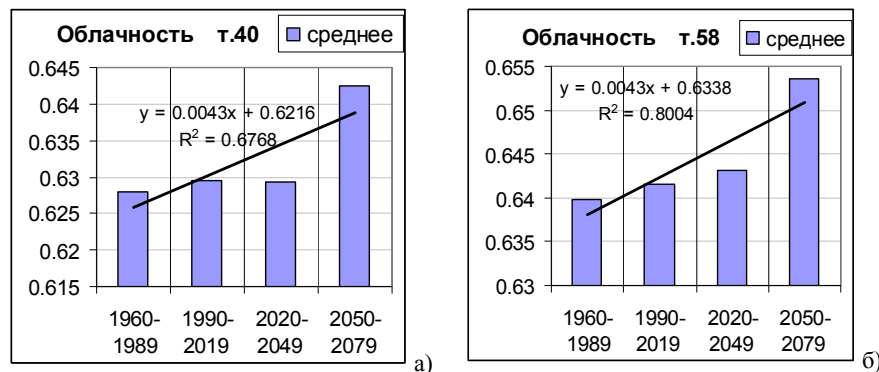 Облачность т.40
среднее
0.645
0.64
0.635
0.63
0.625
0.62
0.615
y = 0.0043x + 0.6216
R² = 0.6768
1960-
1989
1990-
2019
2020-
2049
2050-
2079
а)
Облачность т.58
среднее
0.655
0.65
0.645
0.64
0.635
0.63
y = 0.0043x + 0.6338
R² = 0.8004
1960-
1989
1990-
2019
2020-
2049
2050-
2079
б)